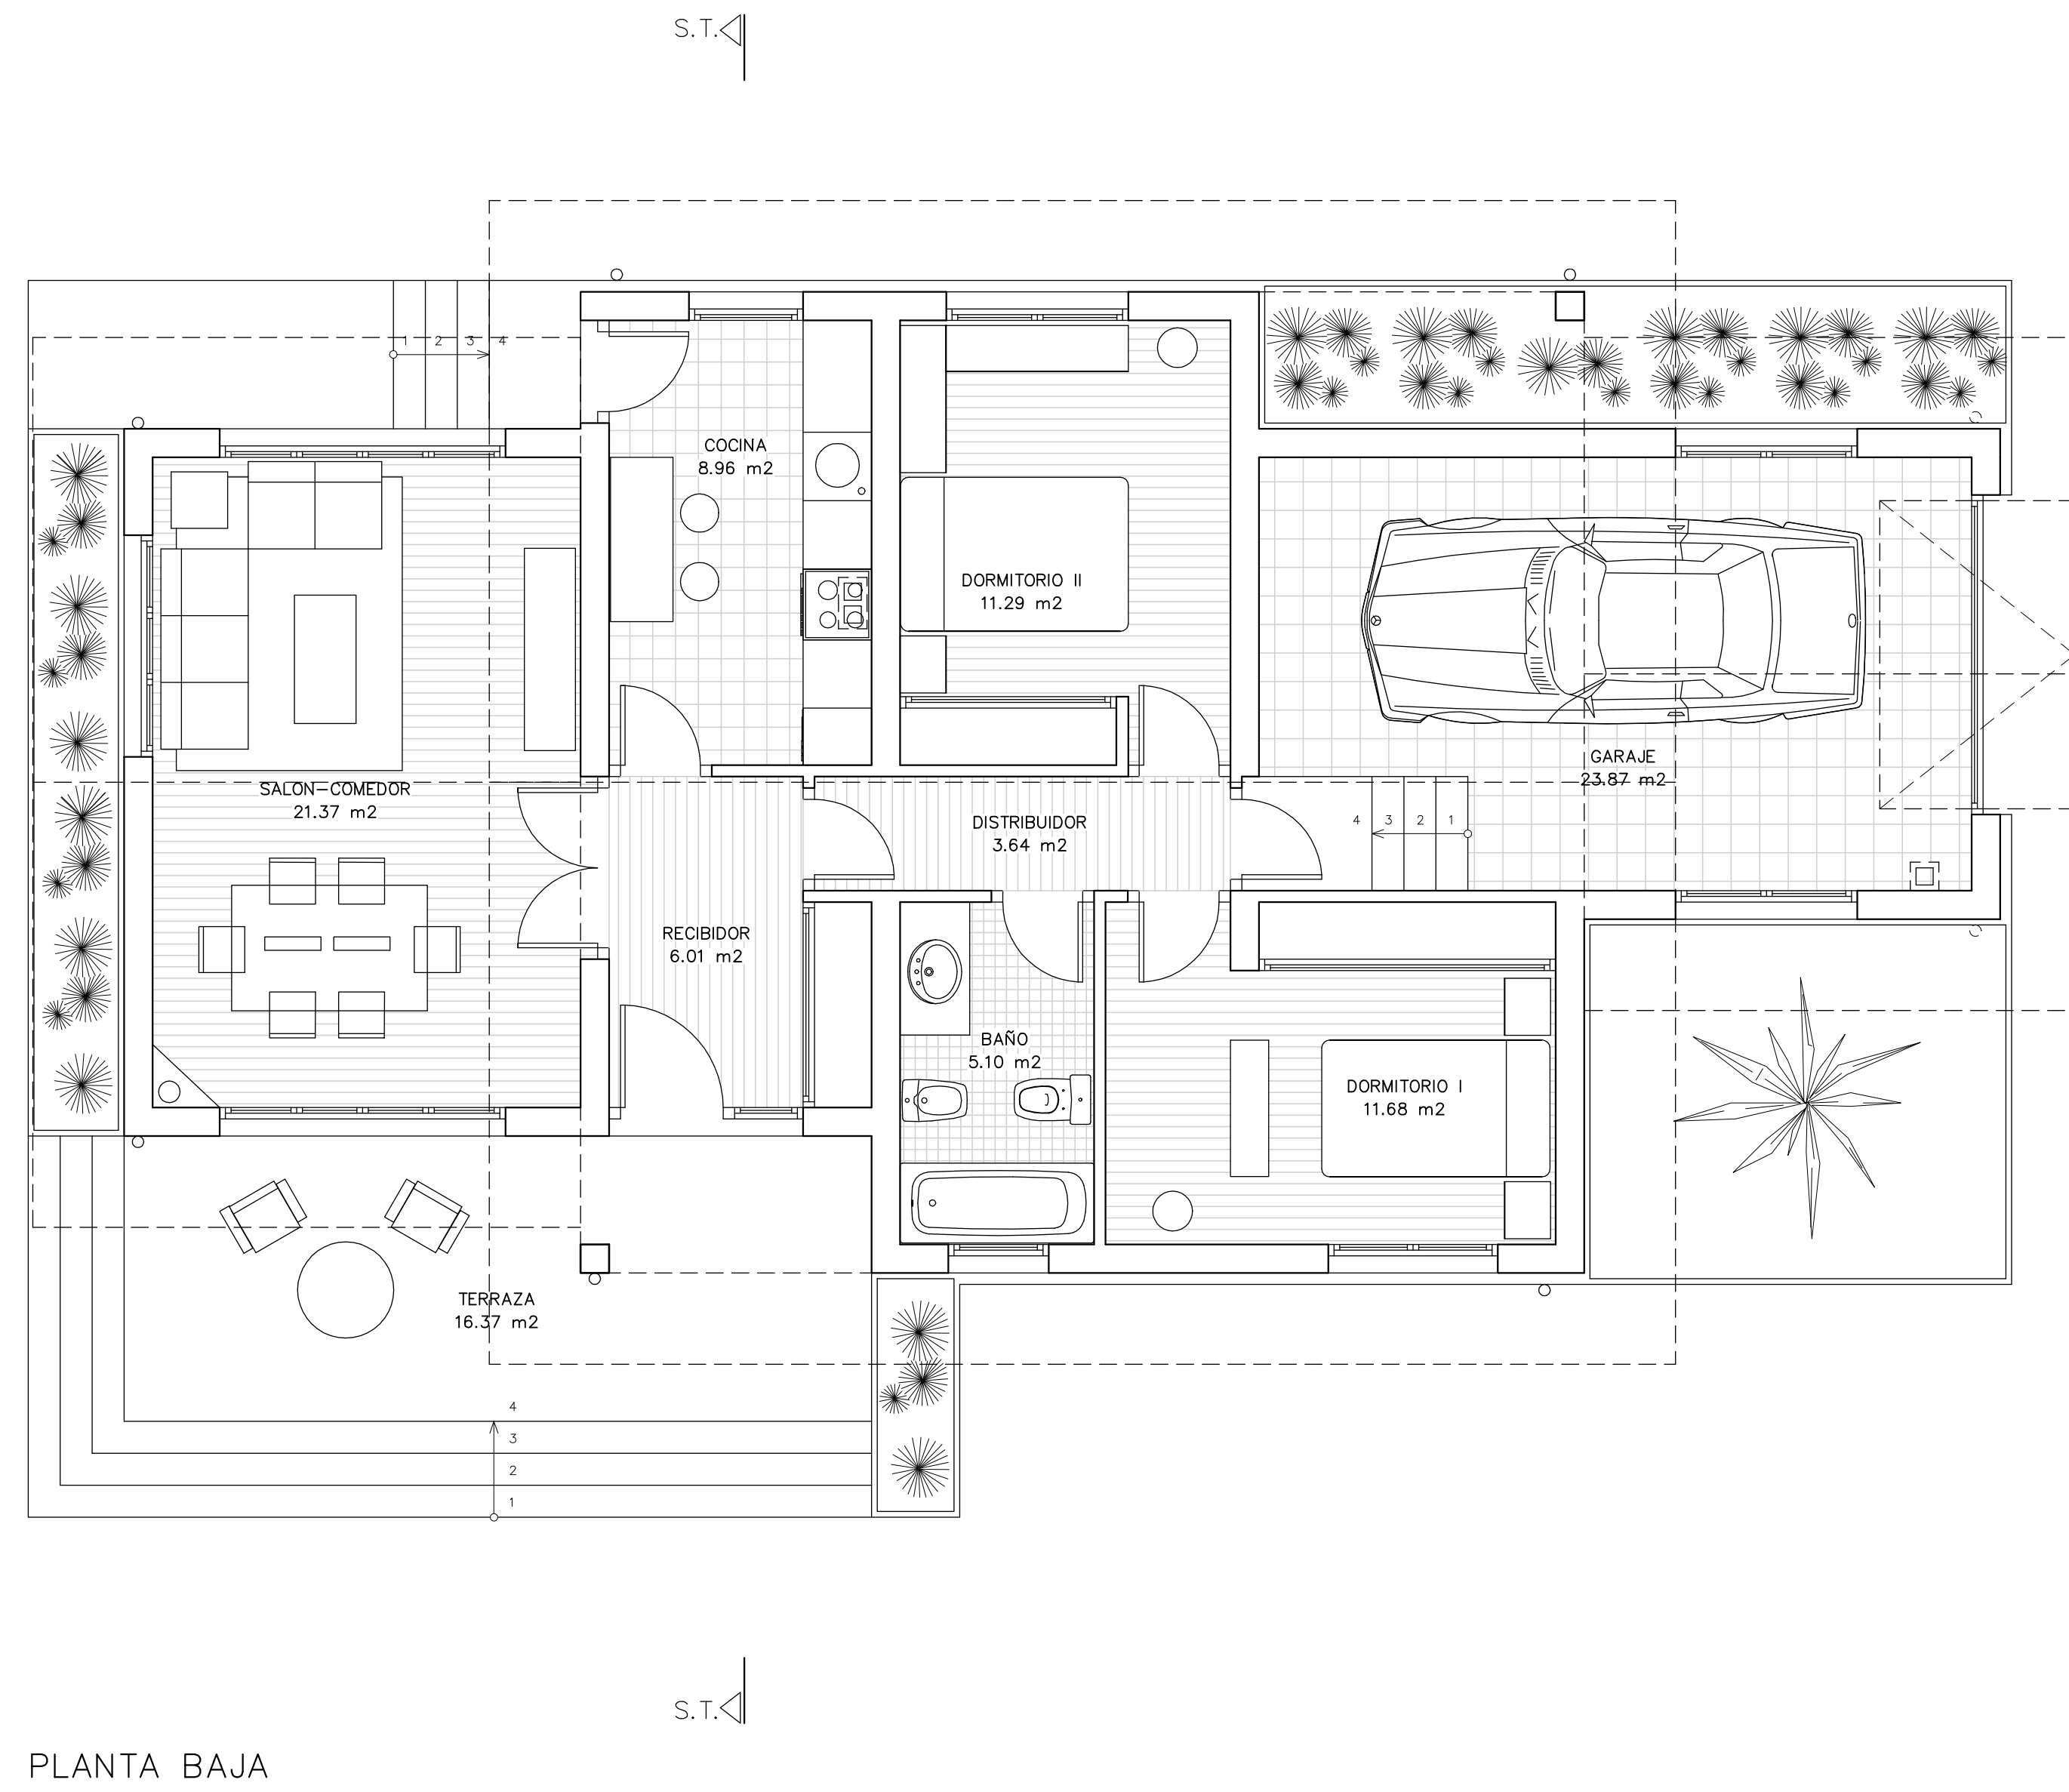 S.T.
1 2 3 4
COCINA
8.96 m2
DORMITORIO II
11.29 m2
GARAJE
23.87 m2
SALON-COMEDOR
21.37 m2
DISTRIBUIDOR
3.64 m2
4 3 2 1
RECIBIDOR
6.01 m2
BAÑO
5.10 m2
DORMITORIO I
11.68 m2
TERRAZA
16.37 m2
4
3
2
1
S.T.
PLANTA BAJA